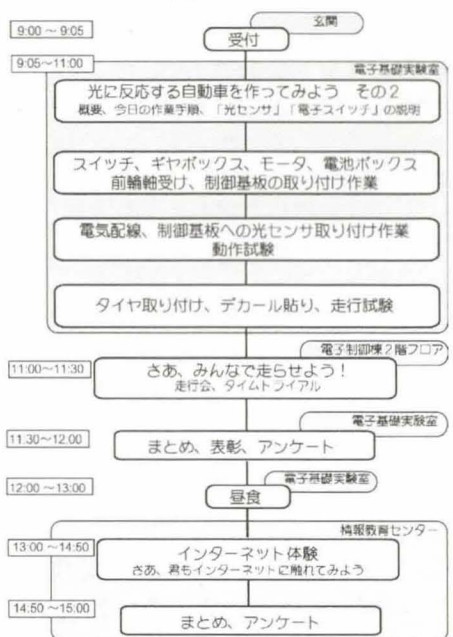 玄関
9:00 ~ 9:05
受付
9:05~11:00
電子基礎実験室
光に反応する自動車を作ってみよう その2
概要、今日の作業手順、「光センサ」「電子スイッチ」の説明
スイッチ、ギヤボックス、モータ、電池ボックス
前輪軸受け、制御基板の取り付け作業
電気配線、制御基板への光センサ取り付け作業
動作試験
タイヤ取り付け、デカール貼り、走行試験
電子制御棟2階フロア
11:00~11:30
さあ、みんなで走らせよう!
走行会、タイムトライアル
電子基礎実験室
11:30~12:00
まとめ、表彰、アンケート
電子基礎実験室
12:00 ~ 13:00
昼食
情報教育センター
13:00 ~ 14:50
インターネット体験
さあ、君もインターネットに触れてみよう
14:50 ~ 15:00
まとめ、アンケート